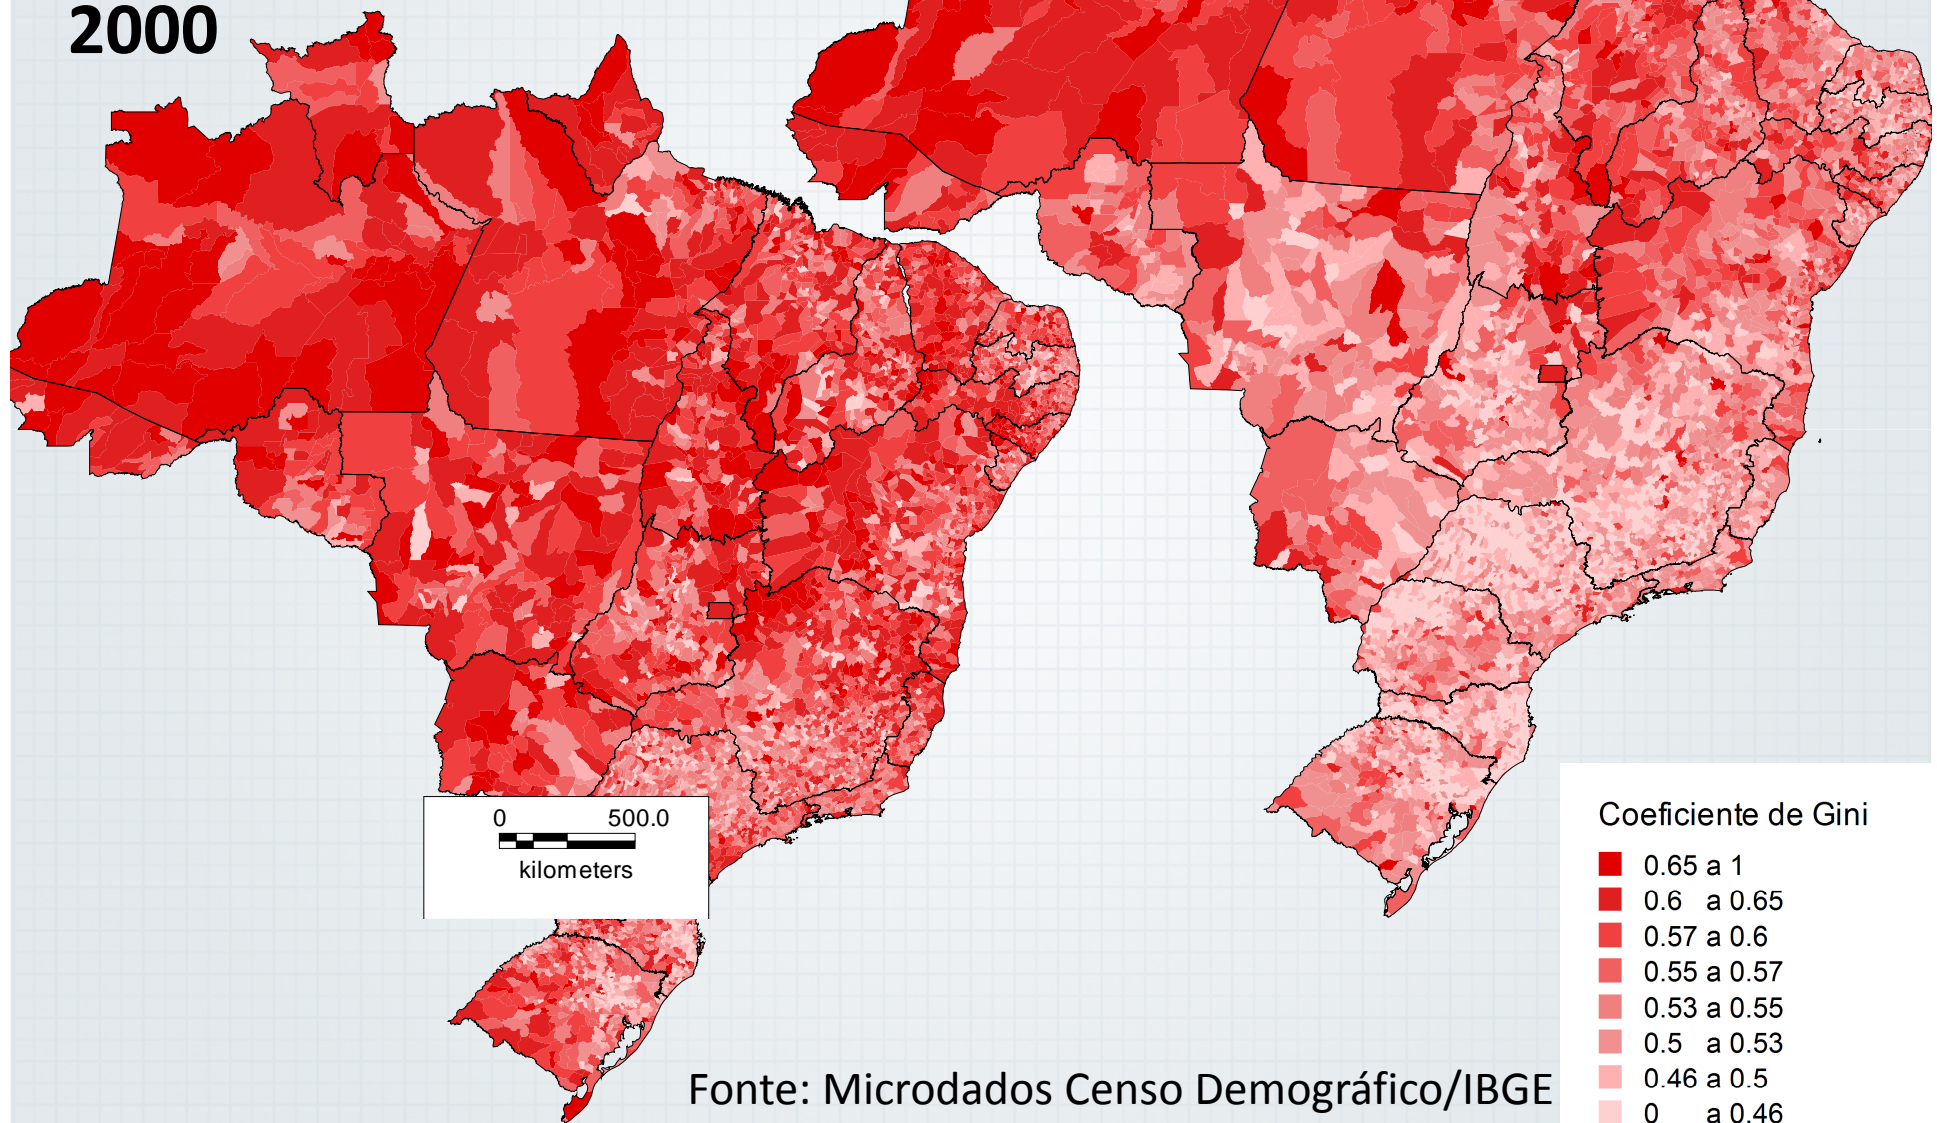 2000
0 500.0
kilometers
Coeficiente de Gini
0.65 a 1
0.6 a 0.65
0.57 a 0.6
0.55 a 0.57
0.53 a 0.55
0.5 a 0.53
0.46 a 0.5
0 a 0.46
Fonte: Microdados Censo Demográfico/IBGE